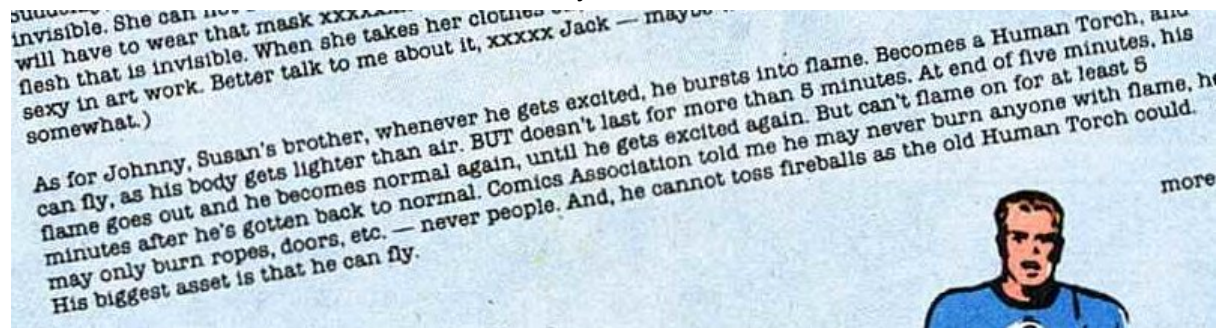 invisible. She can
will have to wear that mask xxxxxx
flesh that is invisible. When she takes her clothes
sexy in art work. Better talk to me about it, xxxxx Jack — maybe
somewhat.)
As for Johnny, Susan's brother, whenever he gets excited, he bursts into flame. Becomes a Human Torch, and
can fly, as his body gets lighter than air. BUT doesn't last for more than 5 minutes. At end of five minutes, his
flame goes out and he becomes normal again, until he gets excited again. But can't flame on for at least 5
minutes after he's gotten back to normal. Comics Association told me he may never burn anyone with flame, he
may only burn ropes, doors, etc. — never people. And, he cannot toss fireballs as the old Human Torch could.
His biggest asset is that he can fly.
more